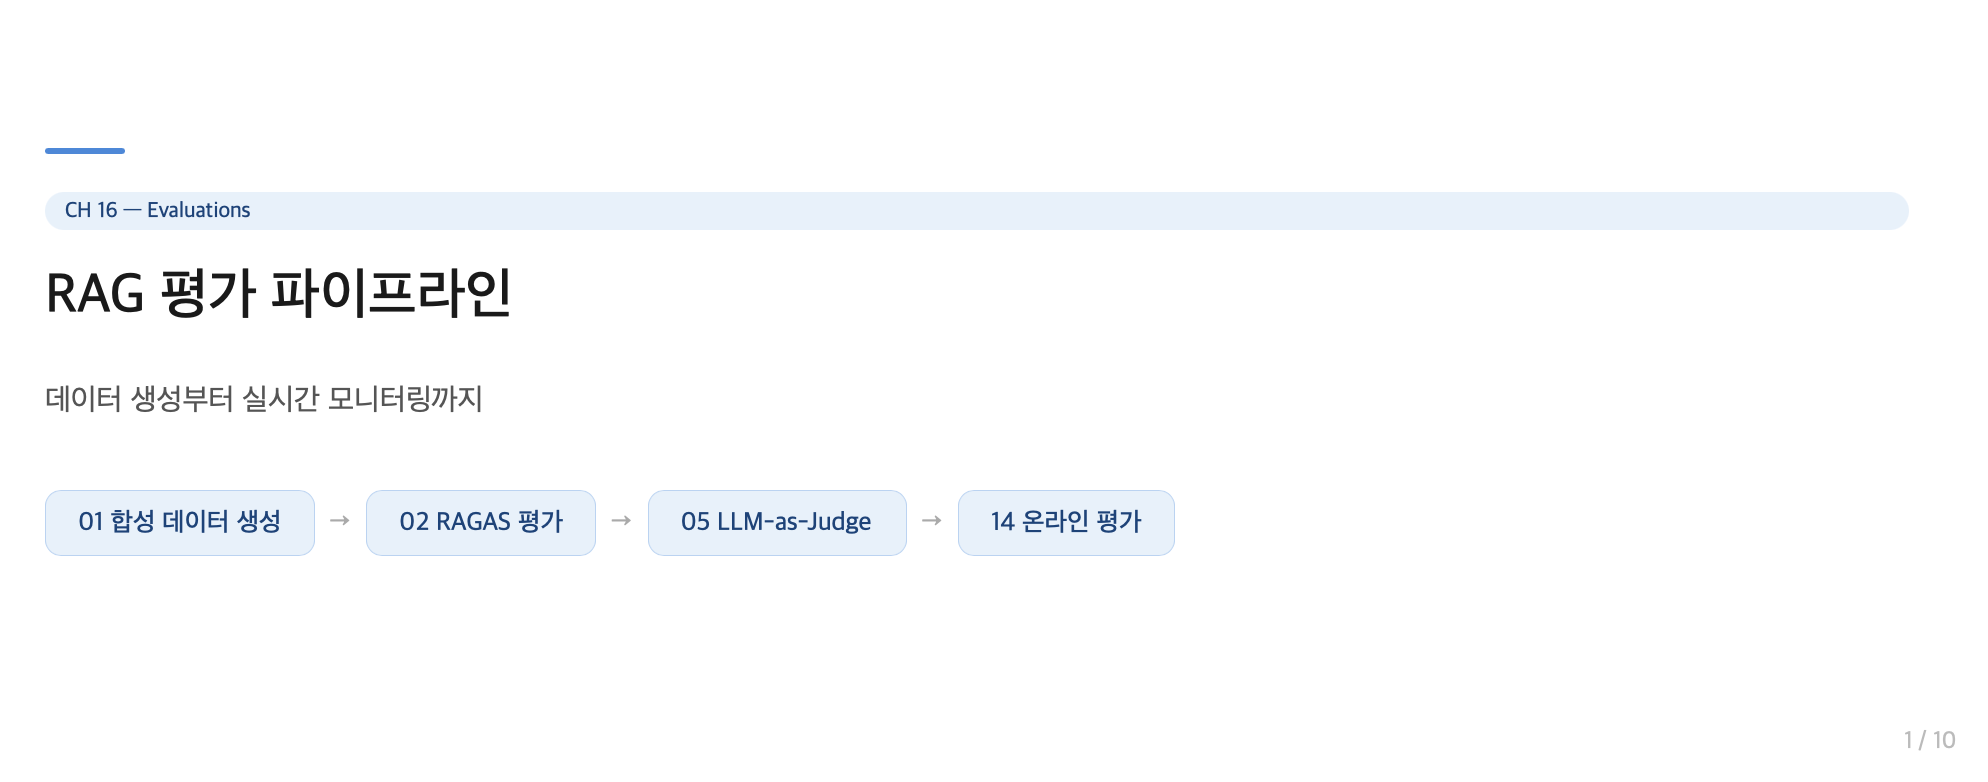 CH 16 — Evaluations
RAG 평가 파이프라인
데이터 생성부터 실시간 모니터링까지
01 합성 데이터 생성 → 02 RAGAS 평가 → 05 LLM-as-Judge → 14 온라인 평가
1 / 10